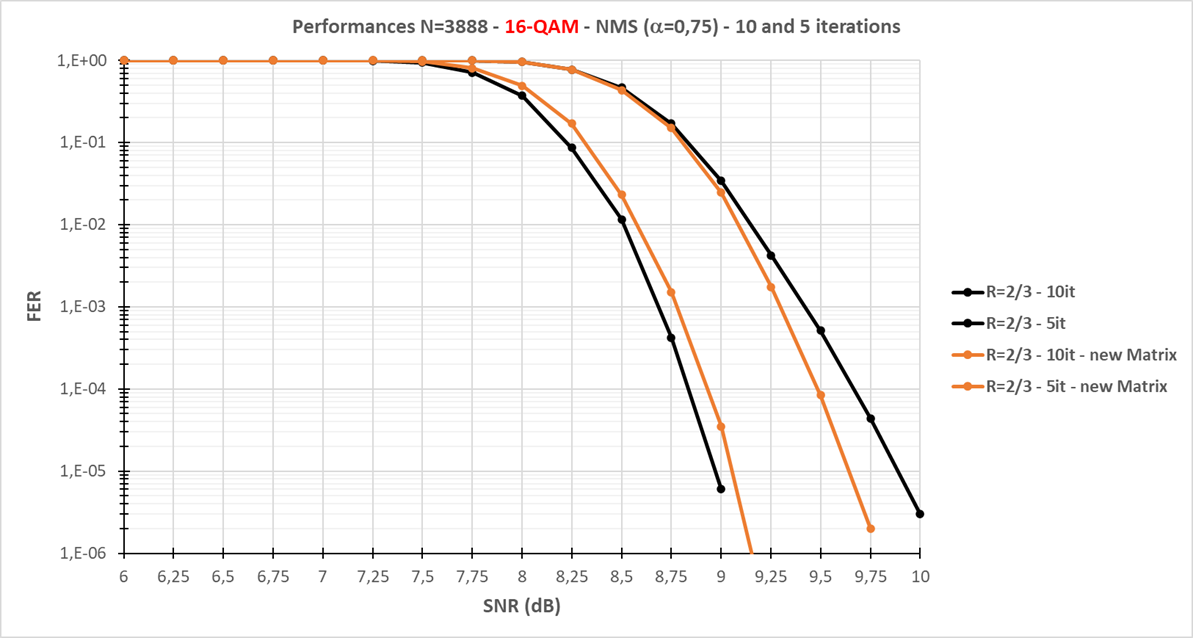 Performances N=3888 - 16-QAM - NMS (α=0,75) - 10 and 5 iterations
1,E+00
1,E-01
1,E-02
1,E-03
1,E-04
1,E-05
1,E-06
FER
6 6,25 6,5 6,75 7 7,25 7,5 7,75 8 8,25 8,5 8,75 9 9,25 9,5 9,75 10
SNR (dB)
R=2/3 - 10it
R=2/3 - 5it
R=2/3 - 10it - new Matrix
R=2/3 - 5it - new Matrix